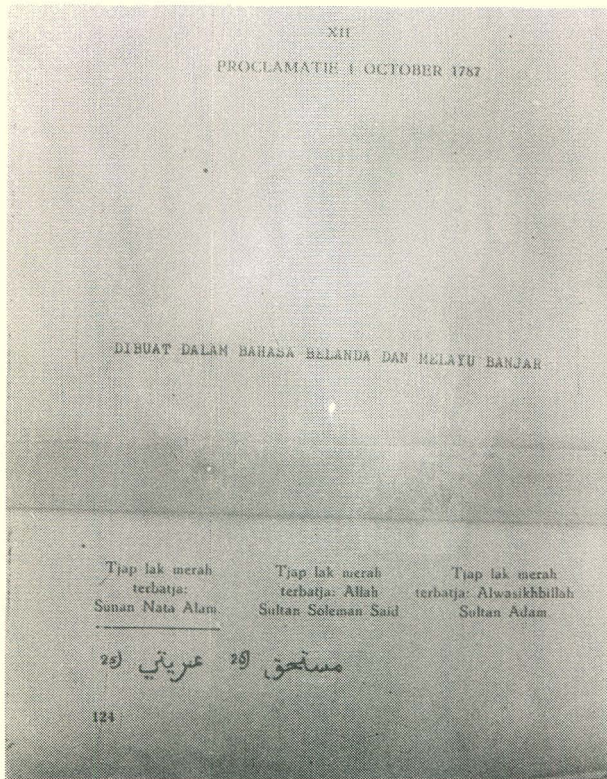 XII
PROCLAMATIE 1 OCTOBER 1787
DIBUAT DALAM BAHASA BELANDA DAN MELAYU BANJAR
Tjap lak merah
terbatja:
Sunan Nata Alam
Tjap lak merah
terbatja: Allah
Sultan Soleman Said
Tjap lak merah
terbatja: Alwasikhbillah
Sultan Adam
25) 26) مستحق
124